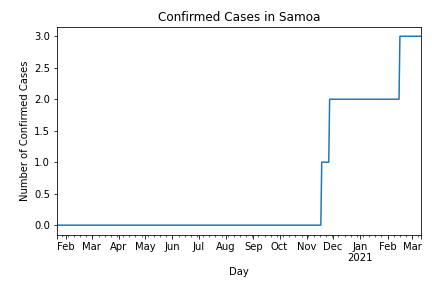 Confirmed Cases in Samoa
3.0
2.5
2.0
1.5
1.0
0.5
0.0
Number of Confirmed Cases
Feb Mar Apr May Jun Jul Aug Sep Oct Nov Dec Jan Feb Mar
2021
Day